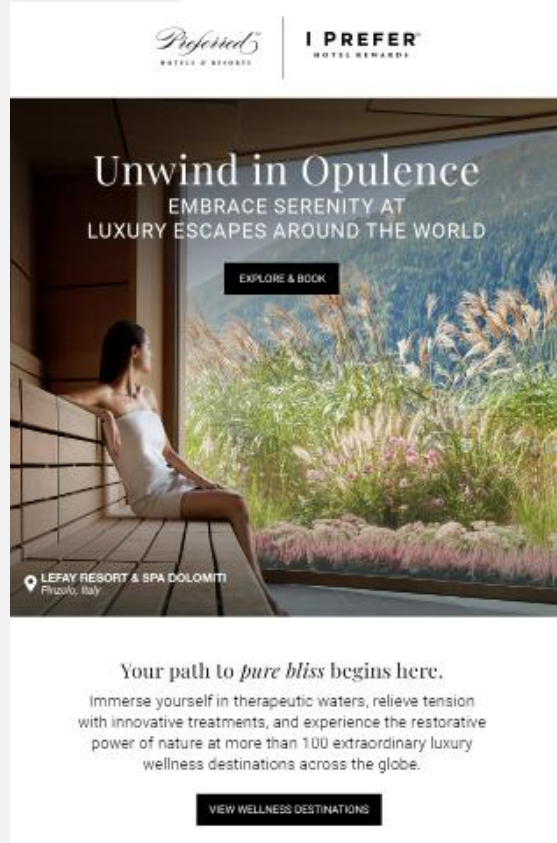 Preferred™
HOTELS & RESORTS
I PREFER™
HOTEL REWARDS
Unwind in Opulence
EMBRACE SERENITY AT
LUXURY ESCAPES AROUND THE WORLD
EXPLORE & BOOK
LEFAY RESORT & SPA DOLOMITI
Pinzolo, Italy
Your path to pure bliss begins here.
Immerse yourself in therapeutic waters, relieve tension
with innovative treatments, and experience the restorative
power of nature at more than 100 extraordinary luxury
wellness destinations across the globe.
VIEW WELLNESS DESTINATIONS